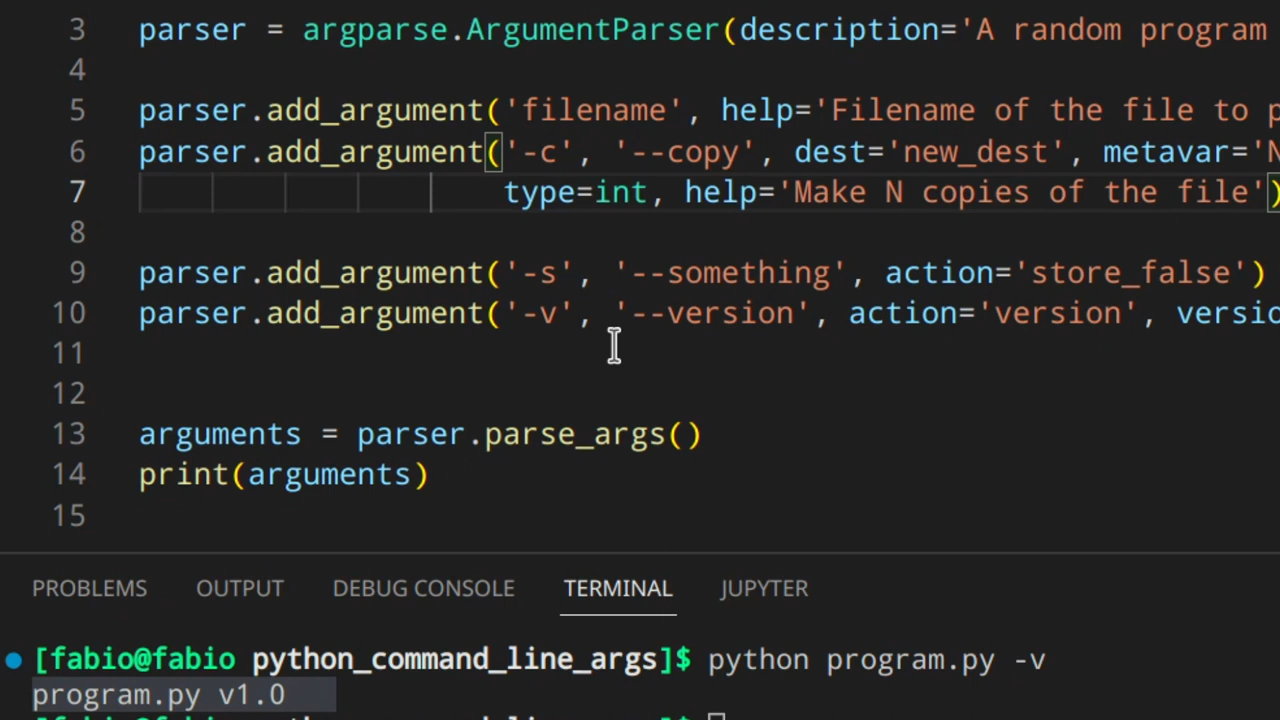 3 parser = argparse.ArgumentParser(description='A random program
4
5 parser.add_argument('filename', help='Filename of the file to p
6 parser.add_argument('-c', '--copy', dest='new_dest', metavar='N
7 type=int, help='Make N copies of the file')
8
9 parser.add_argument('-s', '--something', action='store_false')
10 parser.add_argument('-v', '--version', action='version', versio
11
12
13 arguments = parser.parse_args()
14 print(arguments)
15
PROBLEMS OUTPUT DEBUG CONSOLE TERMINAL JUPYTER
[fabio@fabio python_command_line_args]$ python program.py -v
program.py v1.0